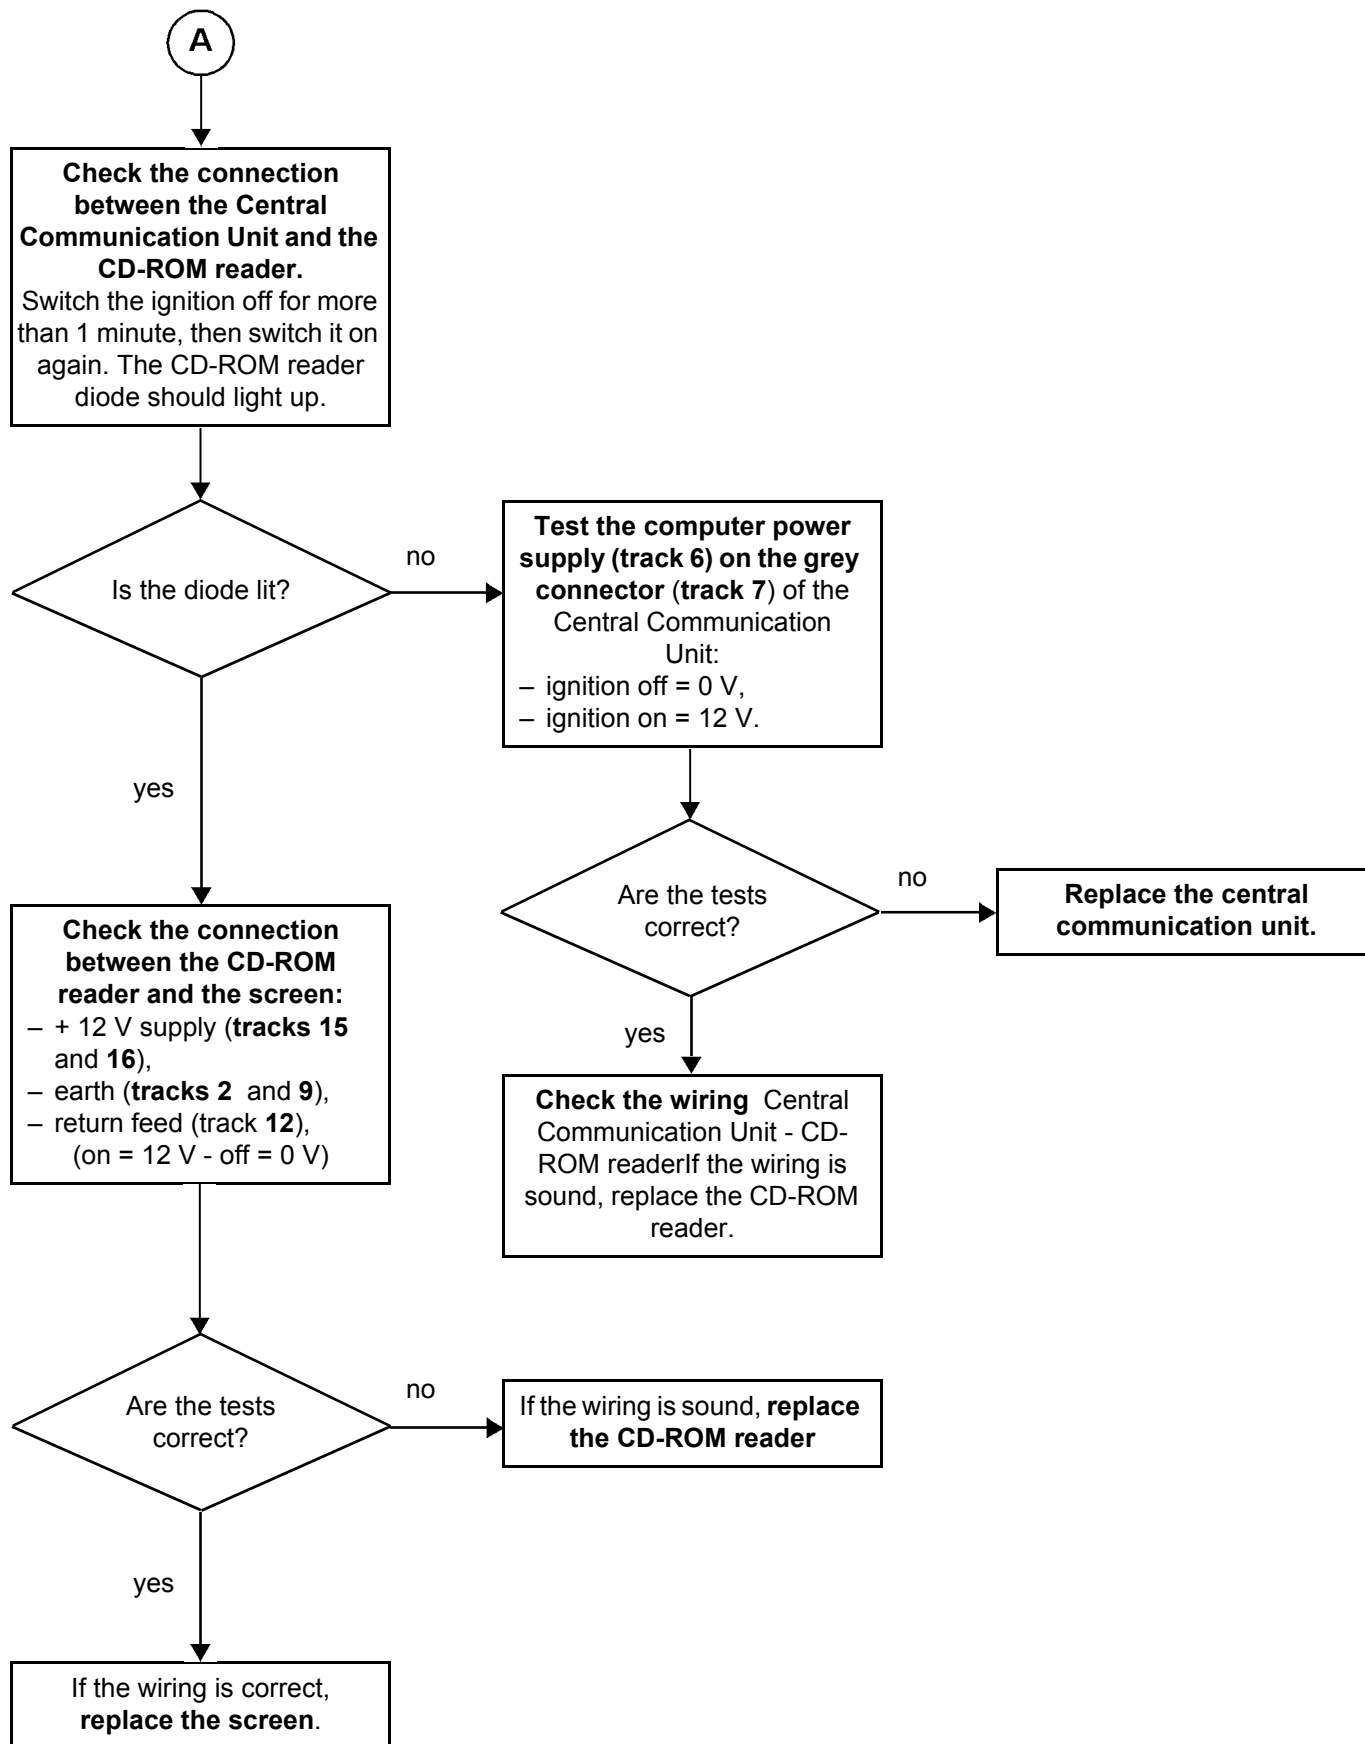 A
Check the connection
between the Central
Communication Unit and the
CD-ROM reader.
Switch the ignition off for more
than 1 minute, then switch it on
again. The CD-ROM reader
diode should light up.
Is the diode lit?
no
Test the computer power
supply (track 6) on the grey
connector (track 7) of the
Central Communication
Unit:
– ignition off = 0 V,
– ignition on = 12 V.
yes
Are the tests
correct?
no
Replace the central
communication unit.
Check the connection
between the CD-ROM
reader and the screen:
– + 12 V supply (tracks 15
and 16),
– earth (tracks 2 and 9),
– return feed (track 12),
(on = 12 V - off = 0 V)
yes
Check the wiring Central
Communication Unit - CD-
ROM readerIf the wiring is
sound, replace the CD-ROM
reader.
Are the tests
correct?
no
If the wiring is sound, replace
the CD-ROM reader
yes
If the wiring is correct,
replace the screen.